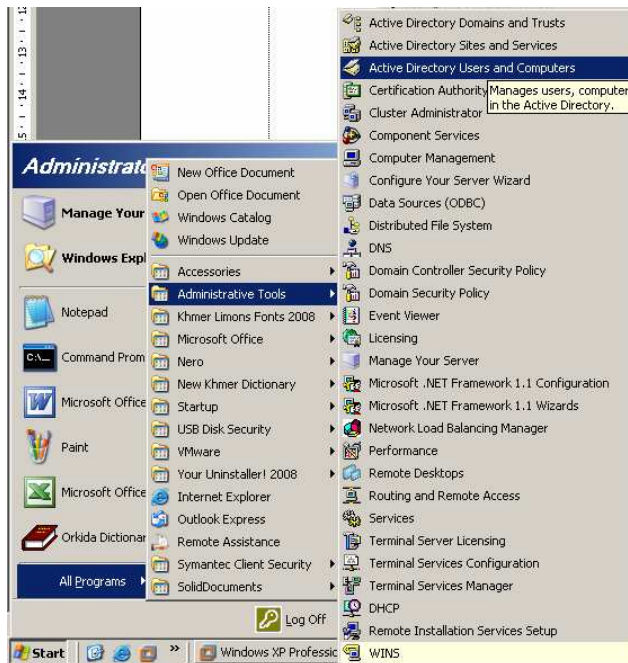 12
13
14
15
Administrato
Manage Your
Windows Expl
Notepad
Command Prom
Microsoft Office
Paint
Microsoft Office
Orkida Dictionar
All Programs
Log Off
Start
»
Windows XP Professic
New Office Document
Open Office Document
Windows Catalog
Windows Update
Accessories
Administrative Tools
Khmer Limons Fonts 2008
Microsoft Office
Nero
New Khmer Dictionary
Startup
USB Disk Security
VMware
Your Uninstaller! 2008
Internet Explorer
Outlook Express
Remote Assistance
Symantec Client Security
SolidDocuments
Active Directory Domains and Trusts
Active Directory Sites and Services
Active Directory Users and Computers
Certification Authority
Manages users, computer
in the Active Directory.
Cluster Administrator
Component Services
Computer Management
Configure Your Server Wizard
Data Sources (ODBC)
Distributed File System
DNS
Domain Controller Security Policy
Domain Security Policy
Event Viewer
Licensing
Manage Your Server
Microsoft .NET Framework 1.1 Configuration
Microsoft .NET Framework 1.1 Wizards
Network Load Balancing Manager
Performance
Remote Desktops
Routing and Remote Access
Services
Terminal Server Licensing
Terminal Services Configuration
Terminal Services Manager
DHCP
Remote Installation Services Setup
WINS